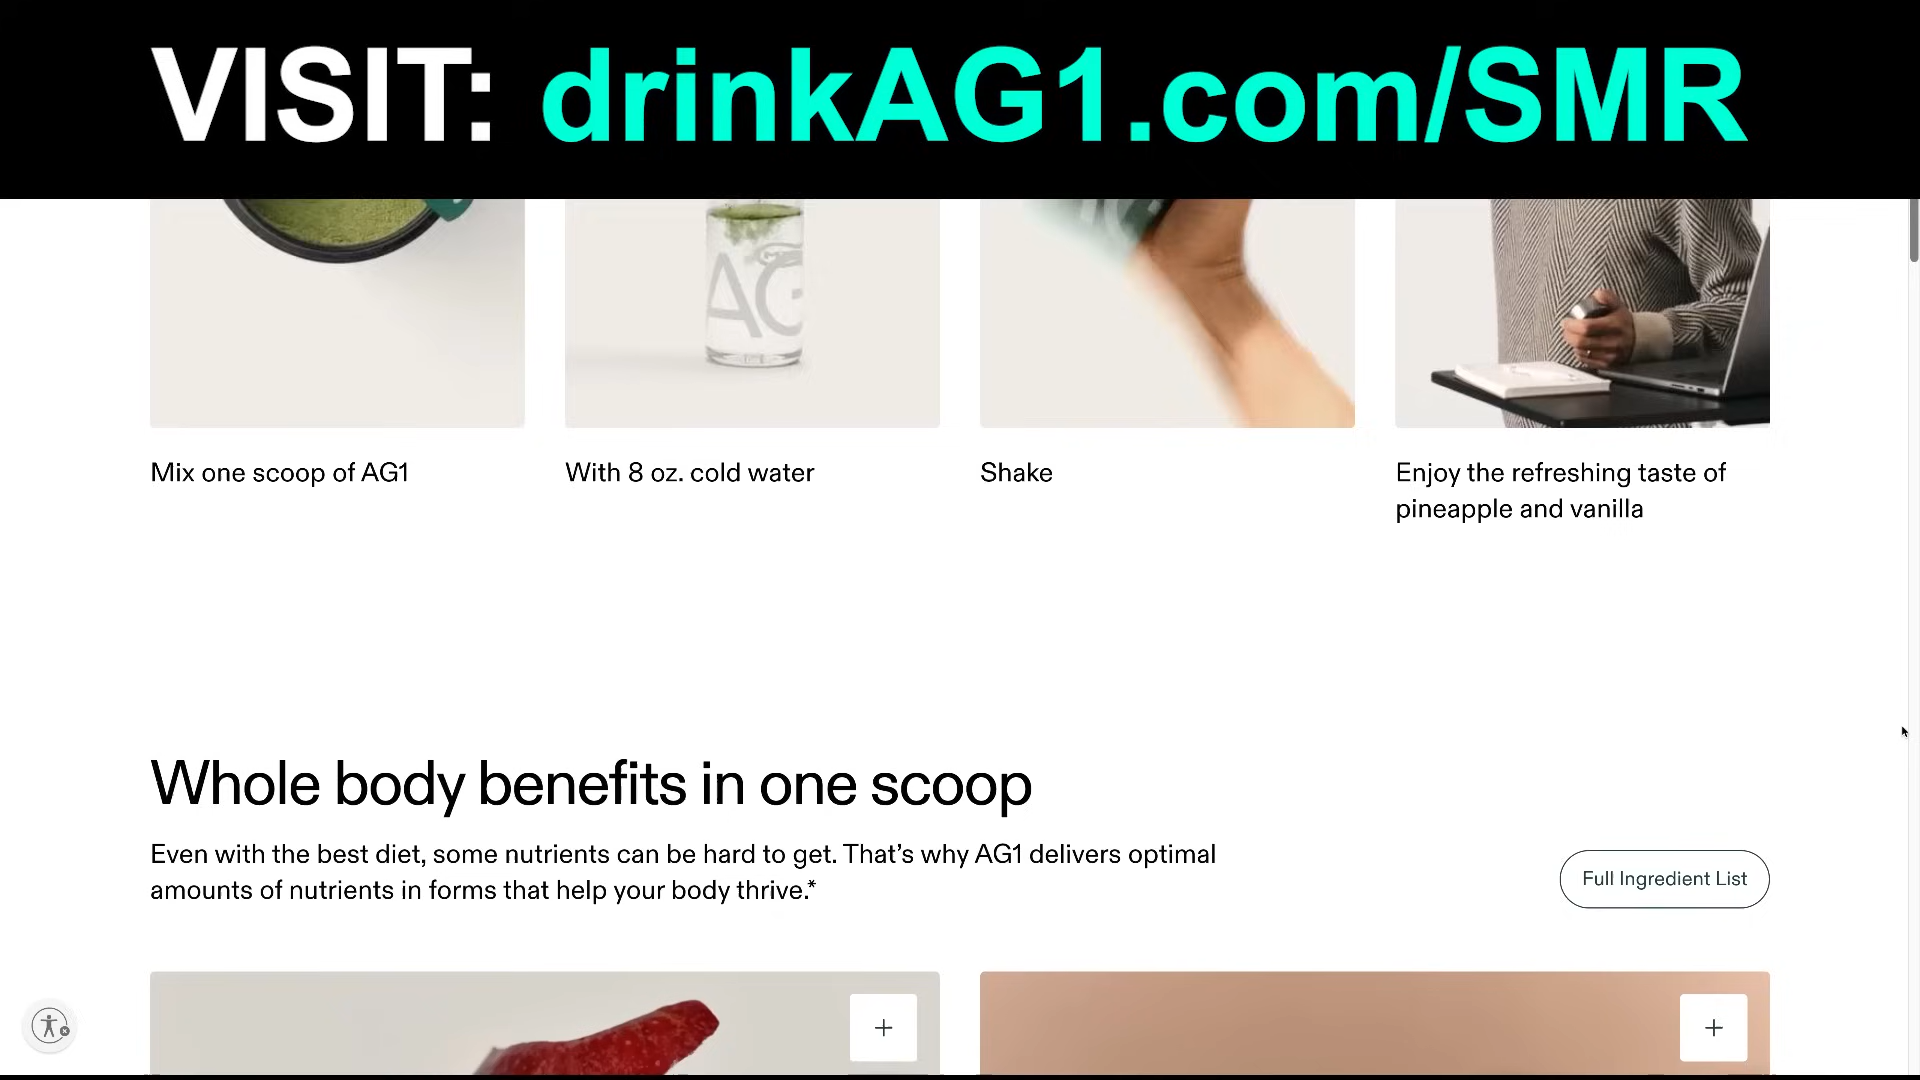 VISIT: drinkAG1.com/SMR
AG
Mix one scoop of AG1
With 8 oz. cold water
Shake
Enjoy the refreshing taste of
pineapple and vanilla
Whole body benefits in one scoop
Even with the best diet, some nutrients can be hard to get. That’s why AG1 delivers optimal
amounts of nutrients in forms that help your body thrive.*
Full Ingredient List